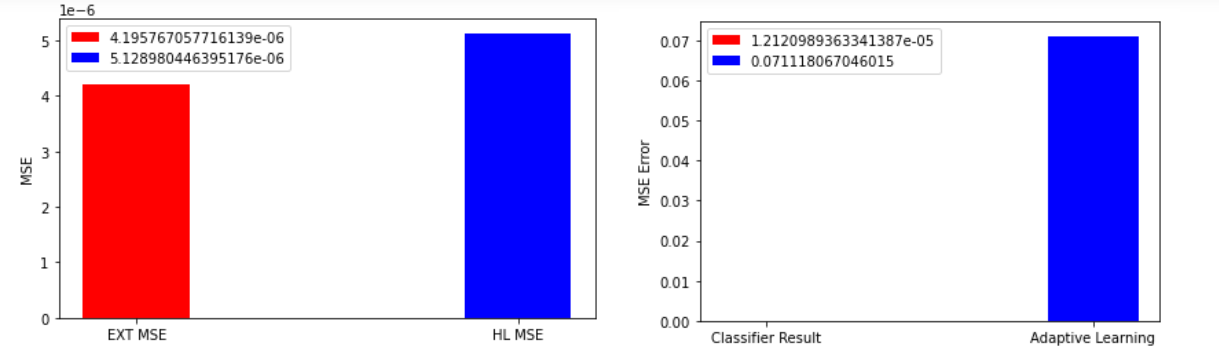 1e−6
4.195767057716139e-06
5.128980446395176e-06
5
4
3
2
1
0
MSE
EXT MSE
HL MSE
1.2120989363341387e-05
0.071118067046015
0.07
0.06
0.05
0.04
0.03
0.02
0.01
0.00
MSE Error
Classifier Result
Adaptive Learning